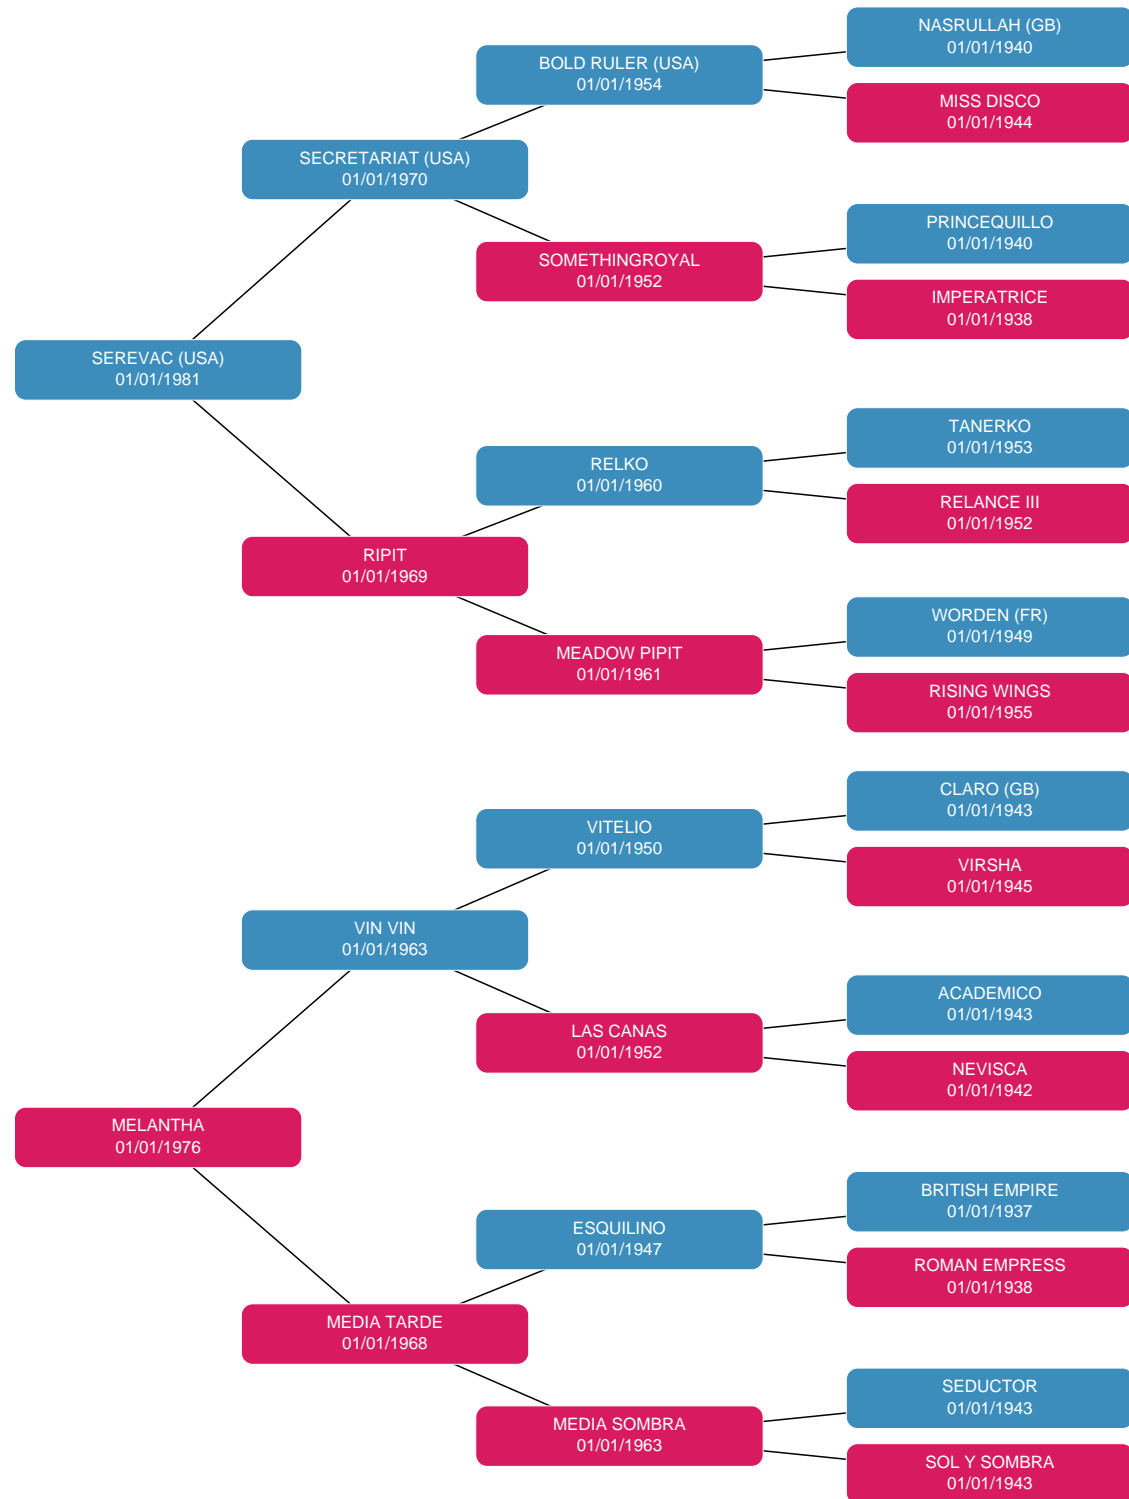 NASRULLAH (GB)
01/01/1940
BOLD RULER (USA)
01/01/1954
MISS DISCO
01/01/1944
SECRETARIAT (USA)
01/01/1970
PRINCEQUILLO
01/01/1940
SOMETHINGROYAL
01/01/1952
IMPERATRICE
01/01/1938
SEREVAC (USA)
01/01/1981
TANERKO
01/01/1953
RELKO
01/01/1960
RELANCE III
01/01/1952
RIPIT
01/01/1969
WORDEN (FR)
01/01/1949
MEADOW PIPIT
01/01/1961
RISING WINGS
01/01/1955
CLARO (GB)
01/01/1943
VITELIO
01/01/1950
VIRSHA
01/01/1945
VIN VIN
01/01/1963
ACADEMICO
01/01/1943
LAS CANAS
01/01/1952
NEVISCA
01/01/1942
MELANTHA
01/01/1976
BRITISH EMPIRE
01/01/1937
ESQUILINO
01/01/1947
ROMAN EMPRESS
01/01/1938
MEDIA TARDE
01/01/1968
SEDUCTOR
01/01/1943
MEDIA SOMBRA
01/01/1963
SOL Y SOMBRA
01/01/1943